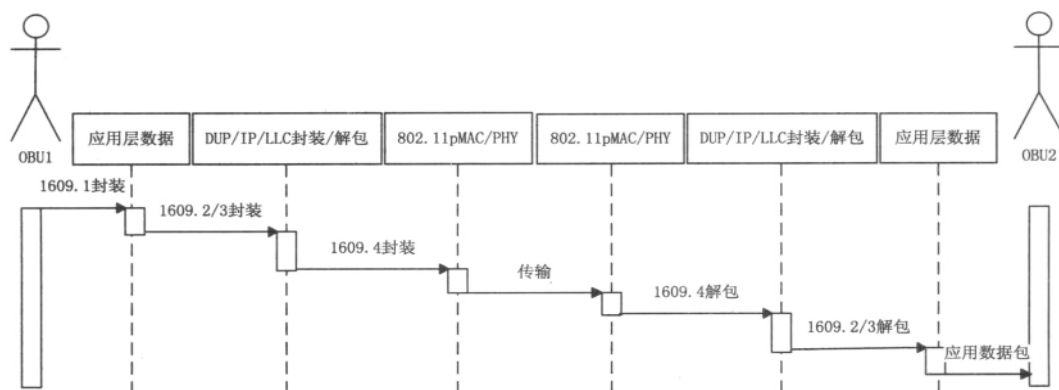 OBU1
应用层数据
DUP/IP/LLC封装/解包
802.11pMAC/PHY
802.11pMAC/PHY
DUP/IP/LLC封装/解包
应用层数据
OBU2
1609.1封装
1609.2/3封装
1609.4封装
传输
1609.4解包
1609.2/3解包
应用数据包